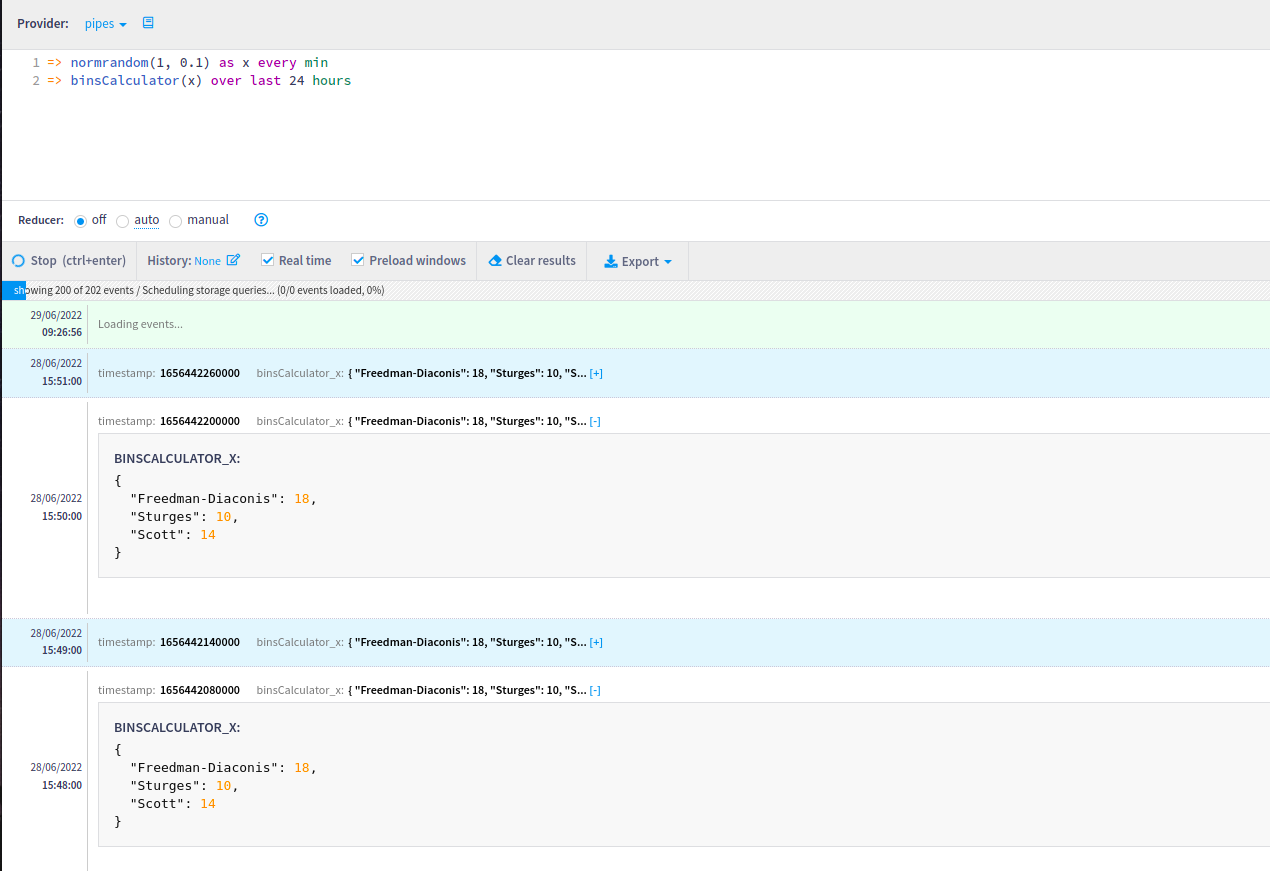 Provider: pipes
1 => normrandom(1, 0.1) as x every min
2 => binsCalculator(x) over last 24 hours
Reducer: off auto manual ?
Stop (ctrl+enter) History: None Real time Preload windows Clear results Export
showing 200 of 202 events / Scheduling storage queries... (0/0 events loaded, 0%)
29/06/2022
09:26:56
Loading events...
28/06/2022
15:51:00
timestamp: 1656442260000 binsCalculator_x: { "Freedman-Diaconis": 18, "Sturges": 10, "S... [+]
timestamp: 1656442200000 binsCalculator_x: { "Freedman-Diaconis": 18, "Sturges": 10, "S... [-]
28/06/2022
15:50:00
BINSCALCULATOR_X:
{
"Freedman-Diaconis": 18,
"Sturges": 10,
"Scott": 14
}
28/06/2022
15:49:00
timestamp: 1656442140000 binsCalculator_x: { "Freedman-Diaconis": 18, "Sturges": 10, "S... [+]
timestamp: 1656442080000 binsCalculator_x: { "Freedman-Diaconis": 18, "Sturges": 10, "S... [-]
28/06/2022
15:48:00
BINSCALCULATOR_X:
{
"Freedman-Diaconis": 18,
"Sturges": 10,
"Scott": 14
}